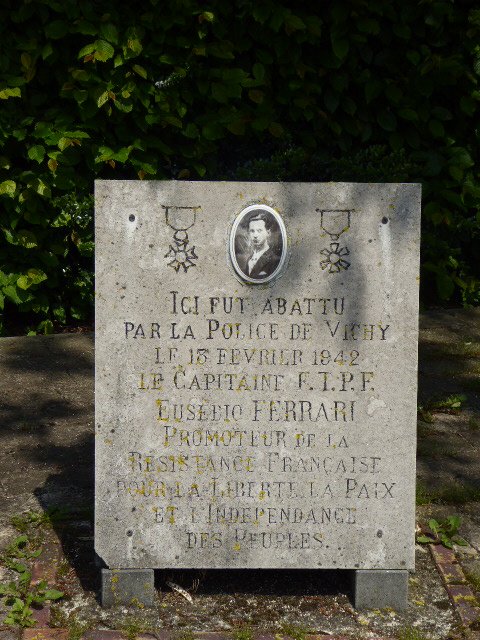 ICI FUT ABATTU
PAR LA POLICE DE VICHY
LE 18 FEVRIER 1942
LE CAPITAINE F.T.P.F.
EUSEBIO FERRARI
PROMOTEUR DE LA
RESISTANCE FRANÇAISE
POUR LA LIBERTE LA PAIX
ET L'INDEPENDANCE
DES PEUPLES.